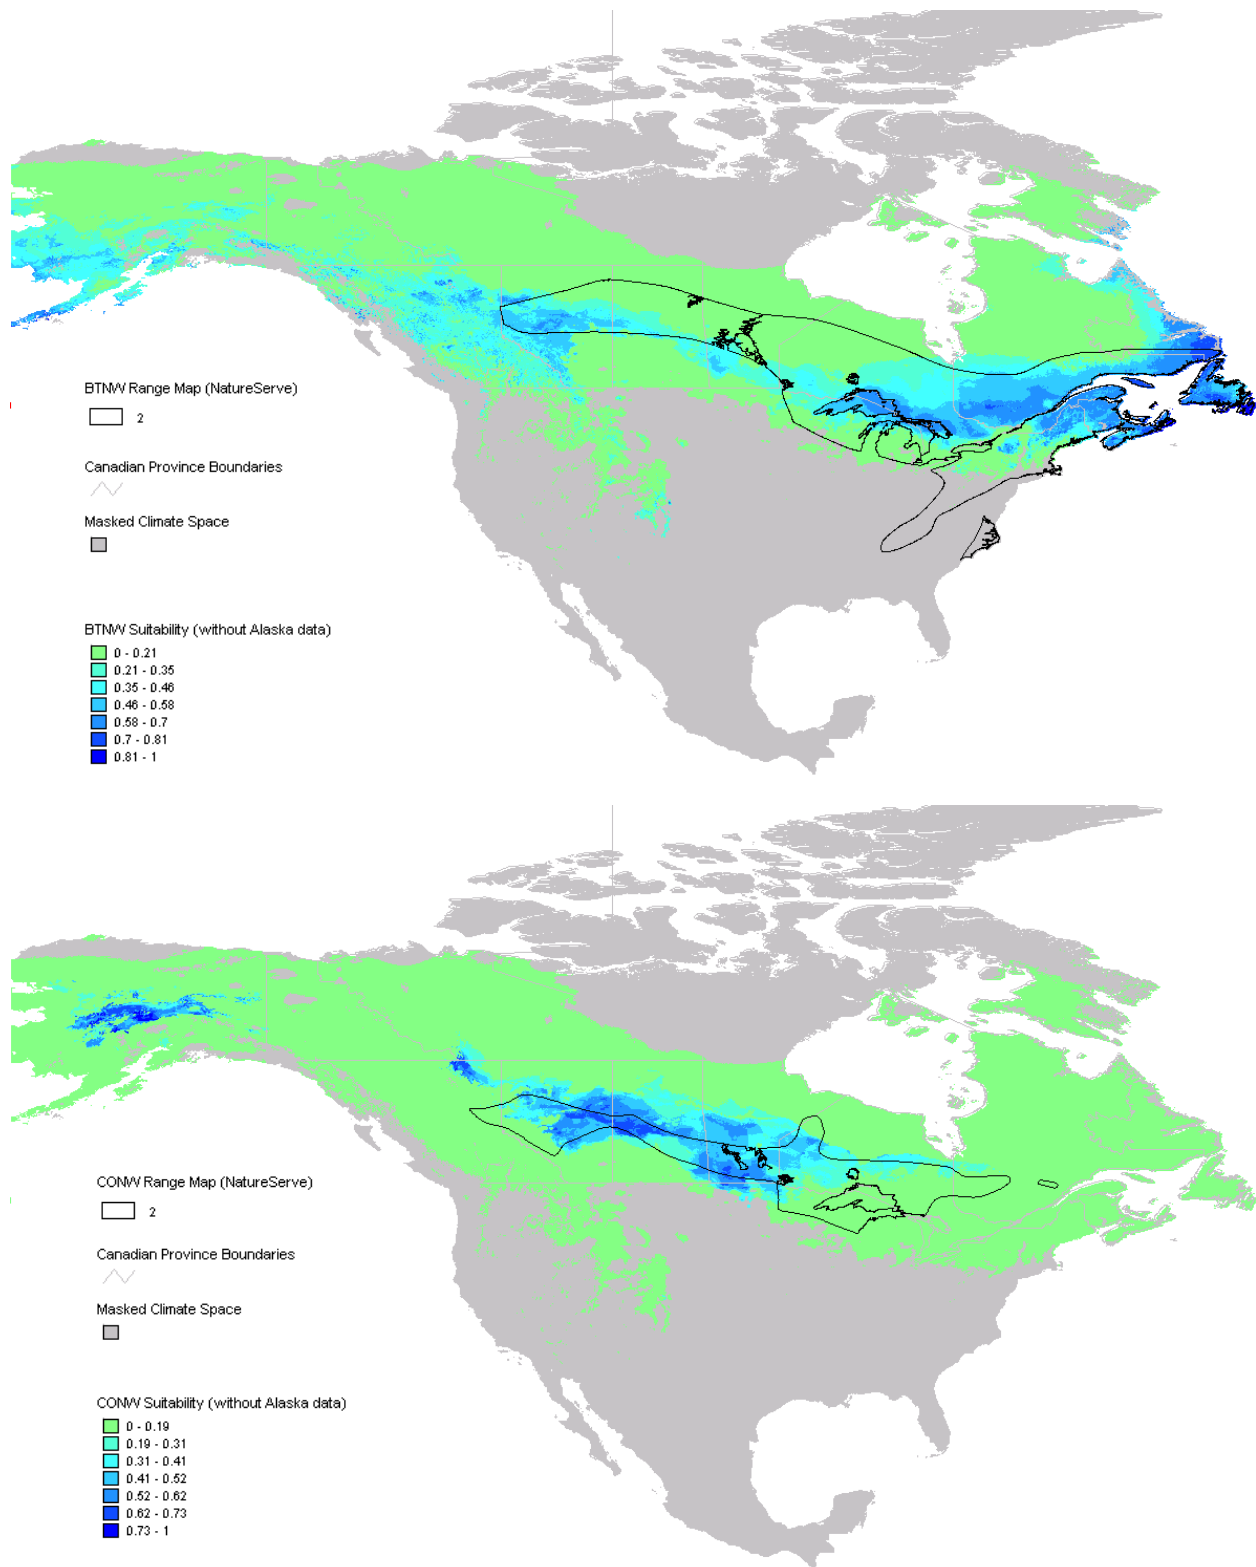 BTNW Range Map (NatureServe)
2
Canadian Province Boundaries
Masked Climate Space
BTNW Suitability (without Alaska data)
0 - 0.21
0.21 - 0.35
0.35 - 0.46
0.46 - 0.58
0.58 - 0.7
0.7 - 0.81
0.81 - 1
CONW Range Map (NatureServe)
2
Canadian Province Boundaries
Masked Climate Space
CONW Suitability (without Alaska data)
0 - 0.19
0.19 - 0.31
0.31 - 0.41
0.41 - 0.52
0.52 - 0.62
0.62 - 0.73
0.73 - 1